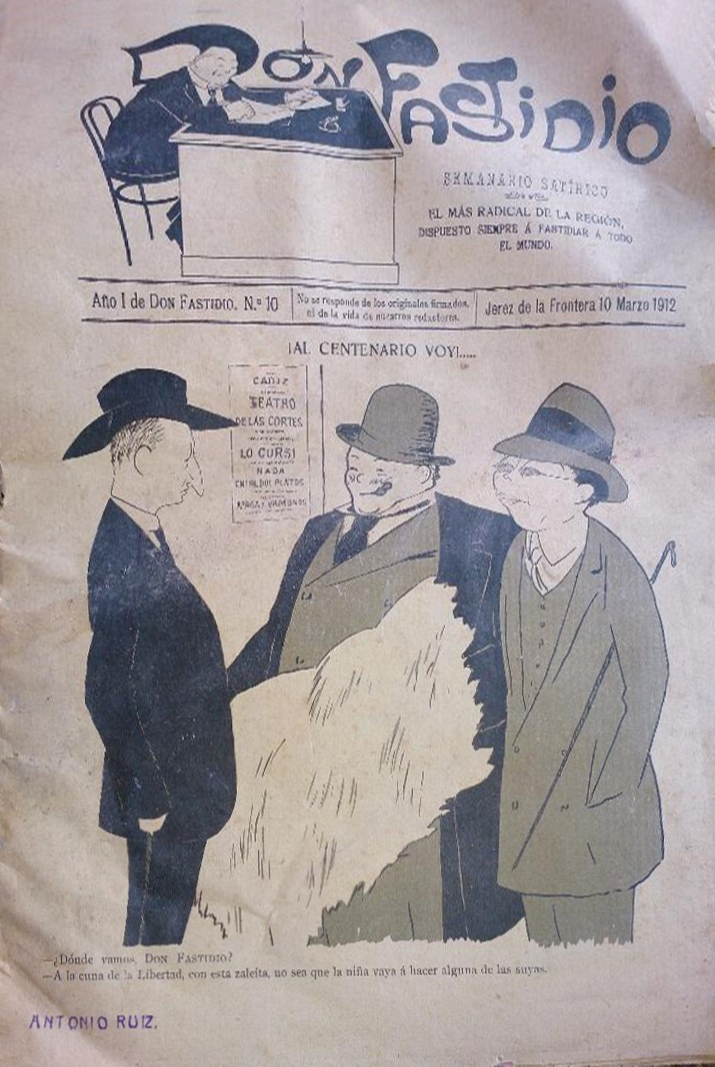 DON FASTIDIO
SEMANARIO SATÍRICO
EL MÁS RADICAL DE LA REGIÓN,
DISPUESTO SIEMPRE Á FASTIDIAR Á TODO
EL MUNDO.
Año I de DON FASTIDIO. N.º 10
No se responde de los originales firmados,
ni de la vida de nuestros redactores.
Jerez de la Frontera 10 Marzo 1912
¡AL CENTENARIO VOY!.....
CADIZ
TEATRO
DE LAS CORTES
LO CURSI
NADA
ENTRE DOS PLATOS
APAGA Y VAMONOS
—¿Dónde vamos, DON FASTIDIO?
—A la cuna de la Libertad, con esta zaleita, no sea que la niña vaya á hacer alguna de las suyas.
ANTONIO RUIZ.